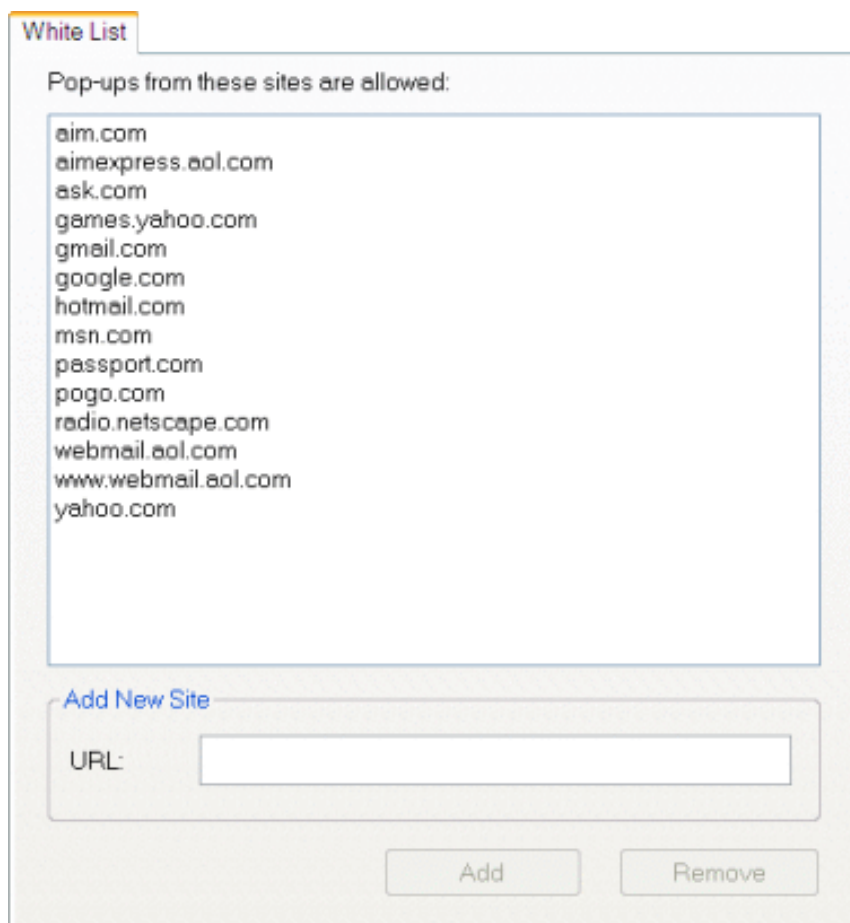 White List
Pop-ups from these sites are allowed:
aim.com
aimexpress.aol.com
ask.com
games.yahoo.com
gmail.com
google.com
hotmail.com
msn.com
passport.com
pogo.com
radio.netscape.com
webmail.aol.com
www.webmail.aol.com
yahoo.com
Add New Site
URL:
Add Remove